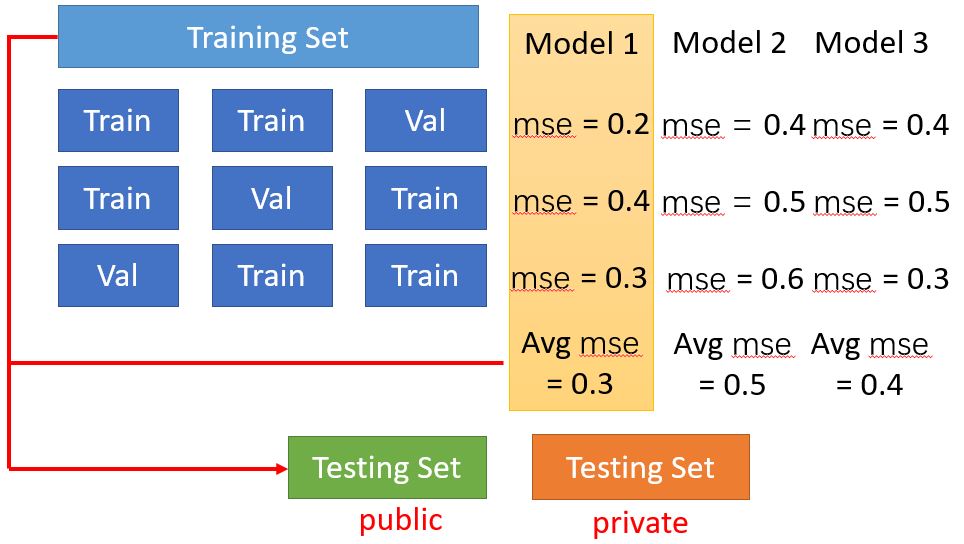 Training Set
Model 1 Model 2 Model 3
Train Train Val
mse = 0.2 mse = 0.4 mse = 0.4
Train Val Train
mse = 0.4 mse = 0.5 mse = 0.5
Val Train Train
mse = 0.3 mse = 0.6 mse = 0.3
Avg mse Avg mse Avg mse
= 0.3 = 0.5 = 0.4
Testing Set Testing Set
public private